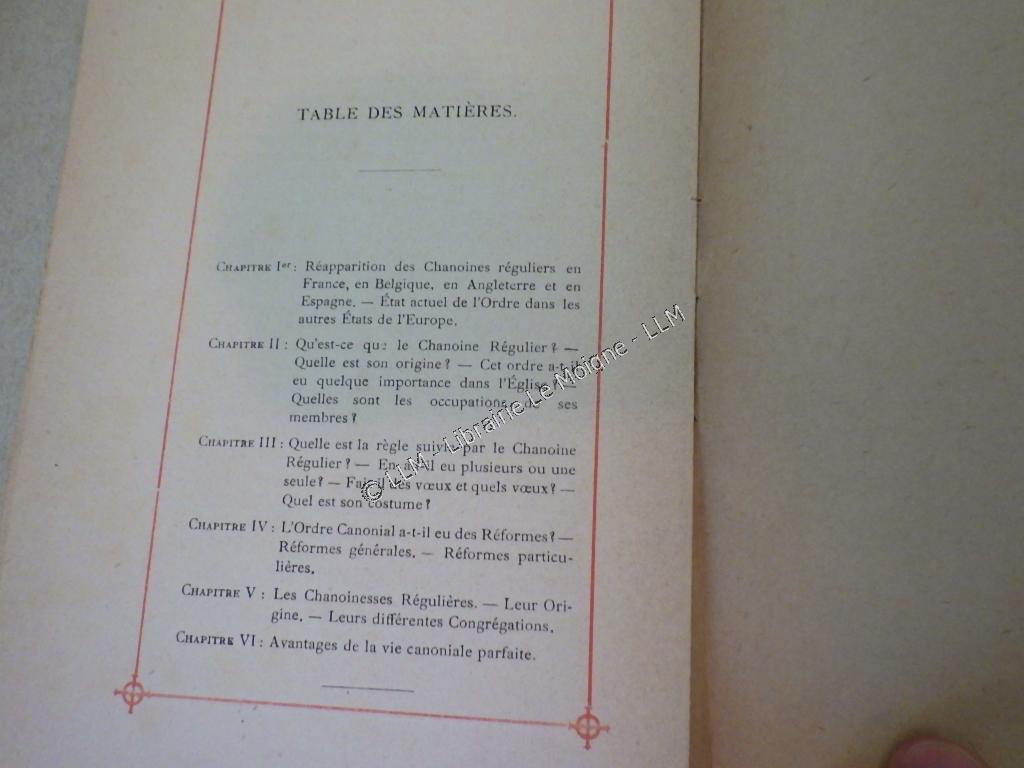 TABLE DES MATIÈRES.
CHAPITRE Ier : Réapparition des Chanoines réguliers en
France, en Belgique, en Angleterre et en
Espagne. — État actuel de l'Ordre dans les
autres États de l'Europe.
CHAPITRE II : Qu'est-ce que le Chanoine Régulier ? —
Quelle est son origine ? — Cet ordre a-t-il
eu quelque importance dans l'Église ? —
Quelles sont les occupations de ses
membres ?
CHAPITRE III : Quelle est la règle suivie par le Chanoine
Régulier ? — En a-t-il eu plusieurs ou une
seule ? — Fait-il des vœux et quels vœux ? —
Quel est son costume ?
CHAPITRE IV : L'Ordre Canonial a-t-il eu des Réformes ? —
Réformes générales. — Réformes particu-
lières.
CHAPITRE V : Les Chanoinesses Régulières. — Leur Ori-
gine. — Leurs différentes Congrégations.
CHAPITRE VI : Avantages de la vie canoniale parfaite.
© LLM - Librairie Le Moigne - LLM